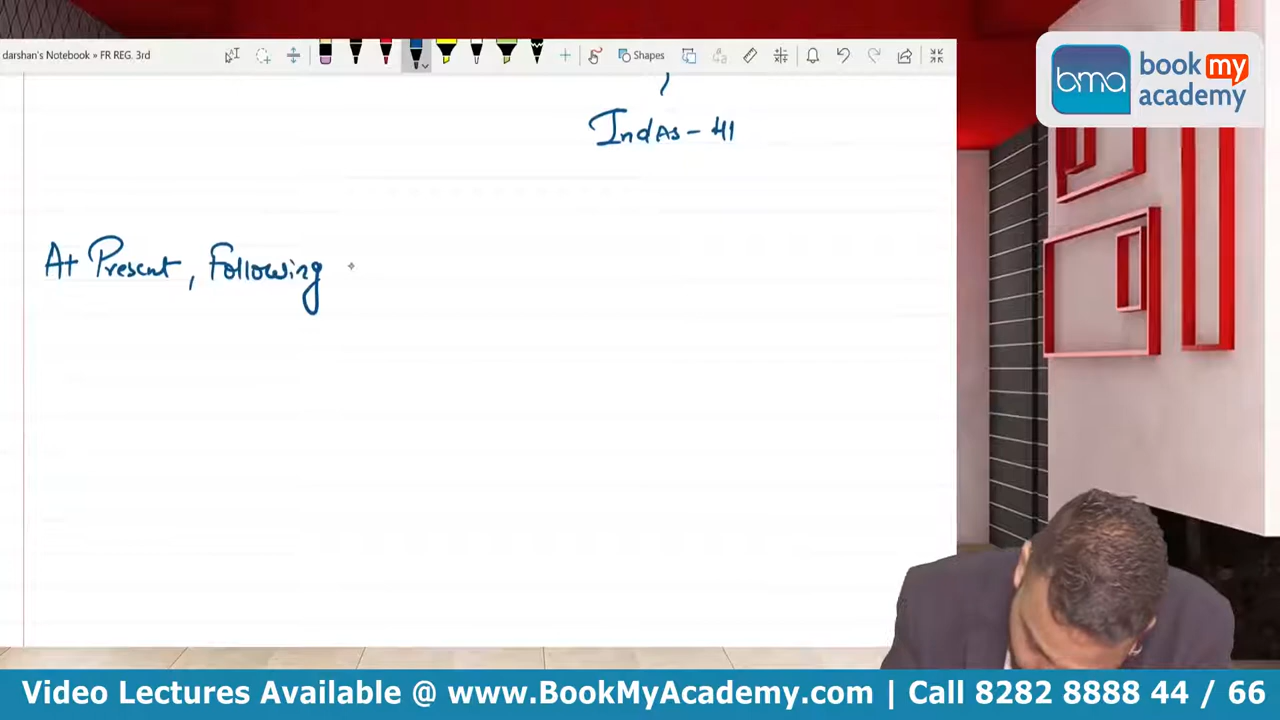 darshan's Notebook » FR REG. 3rd
Shapes
bma
book my
academy
IndAs - 41
At Present, Following
Video Lectures Available @ www.BookMyAcademy.com | Call 8282 8888 44 / 66